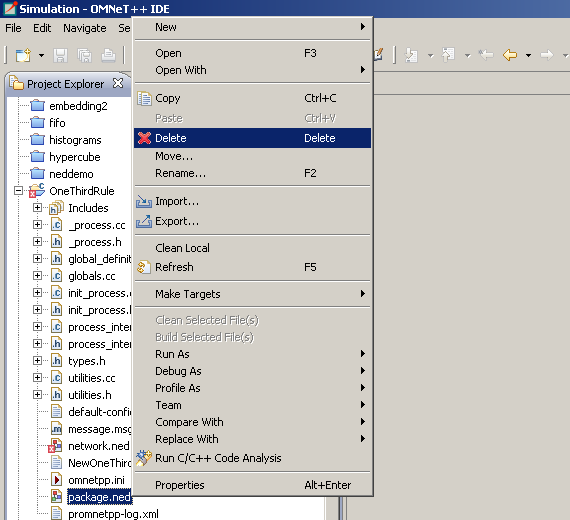 Simulation - OMNeT++ IDE
File Edit Navigate Se
Project Explorer
embedding2
fifo
histograms
hypercube
neddemo
OneThirdRule
Includes
_process.cc
_process.h
global_definit
globals.cc
init_process.c
init_process.h
process_inter
process_inter
types.h
utilities.cc
utilities.h
default-config
message.msg
network.ned
NewOneThird
omnetpp.ini
package.ned
promnetpp-log.xml
New
Open F3
Open With
Copy Ctrl+C
Paste Ctrl+V
Delete Delete
Move...
Rename... F2
Import...
Export...
Clean Local
Refresh F5
Make Targets
Clean Selected File(s)
Build Selected File(s)
Run As
Debug As
Profile As
Team
Compare With
Replace With
Run C/C++ Code Analysis
Properties Alt+Enter